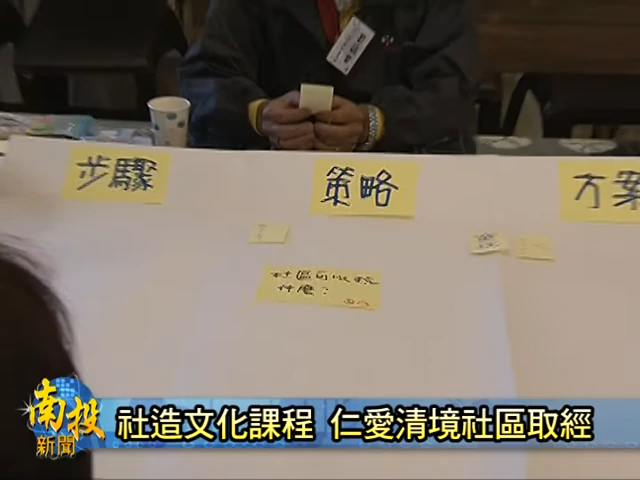 步驟
策略
方案
社區可以於
什麼?
南投
新聞
社造文化課程 仁愛清境社區取經